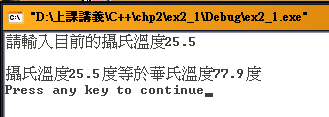 "D:\上課講義\C++\chp2\ex2_1\Debug\ex2_1.exe"
請輸入目前的攝氏溫度25.5
攝氏溫度25.5度等於華氏溫度77.9度
Press any key to continue